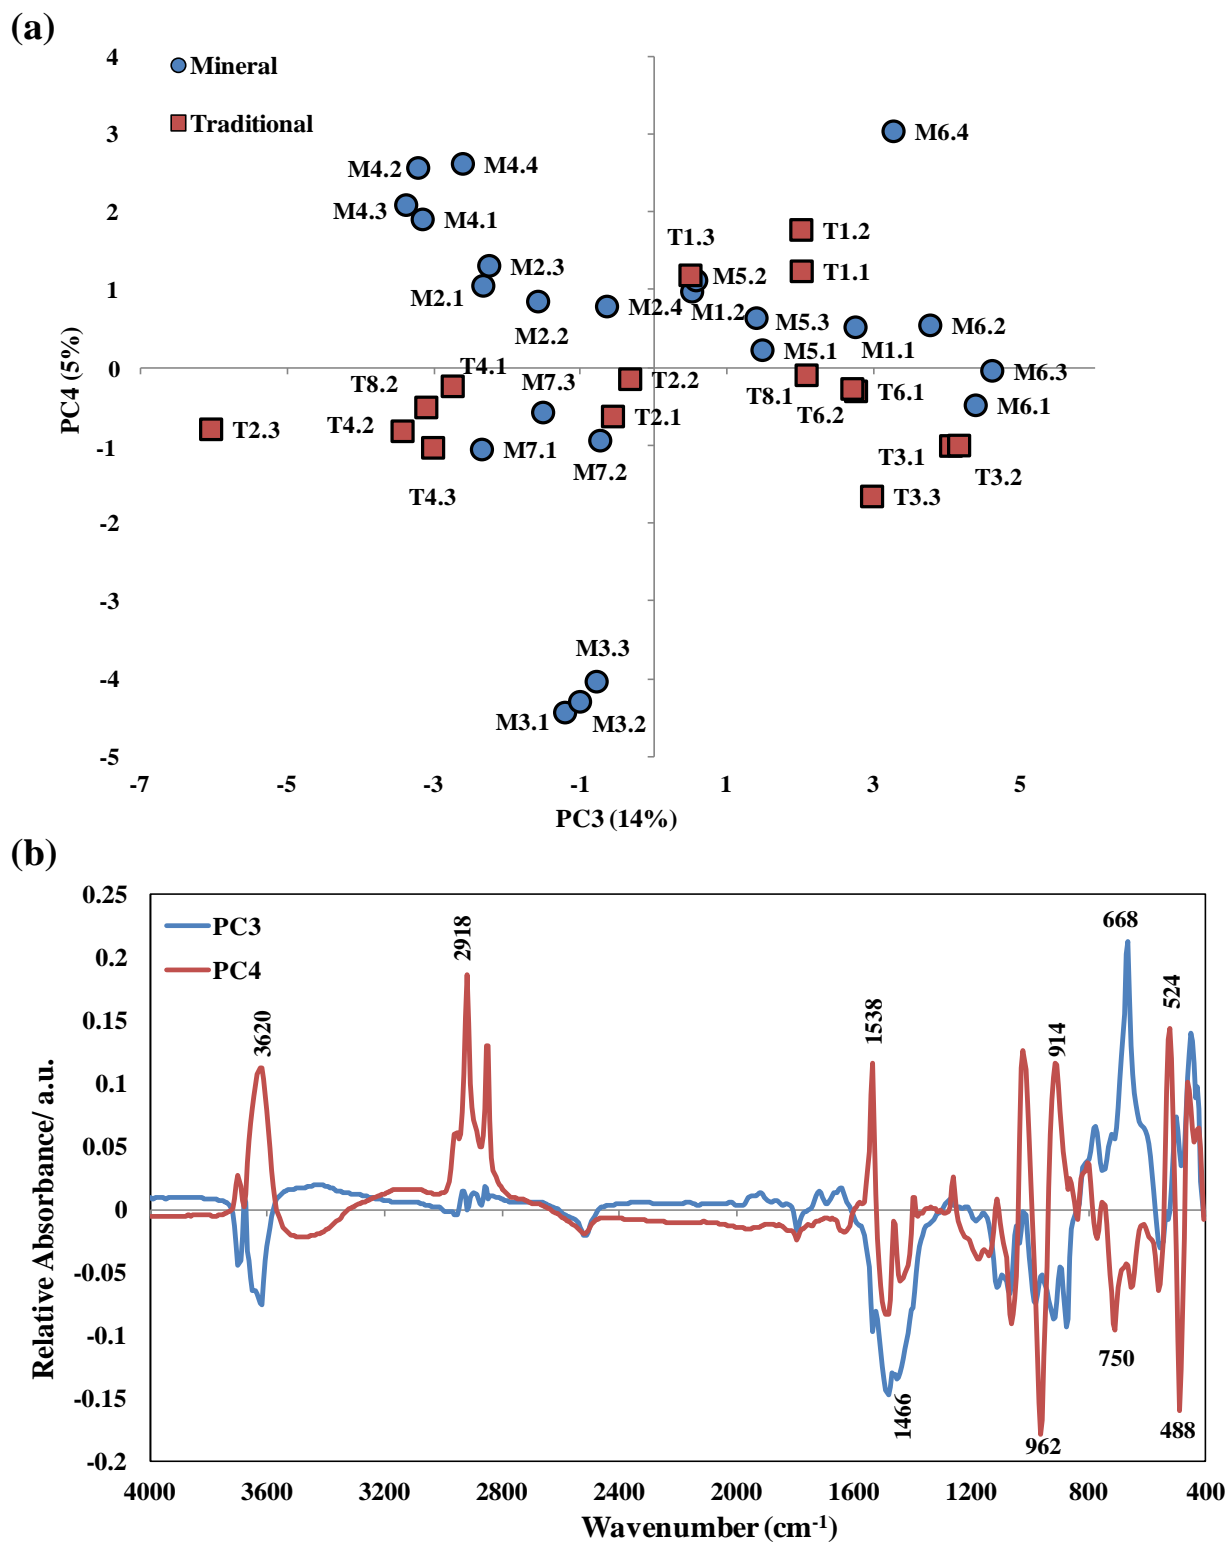 (a)
4
Mineral
Traditional
3
M6.4
M4.2
M4.4
2
M4.3
M4.1
T1.2
T1.3
M2.3
M5.2
T1.1
1
M2.1
M2.4
M1.2
M5.3
M6.2
M2.2
M5.1
M1.1
0
T4.1
T8.2
M7.3
T2.2
T8.1
T6.1
M6.3
T6.2
M6.1
T2.3
T4.2
T2.1
-1
M7.1
M7.2
T3.1
T3.2
T4.3
T3.3
-2
-3
M3.3
-4
M3.1
M3.2
-5
PC4 (5%)
-7
-5
-3
-1
1
3
5
PC3 (14%)
(b)
0.25
PC3
PC4
2918
668
0.2
524
0.15
3620
1538
914
0.1
0.05
0
-0.05
-0.1
750
-0.15
1466
962
488
-0.2
Relative Absorbance/ a.u.
4000 3600 3200 2800 2400 2000 1600 1200 800 400
Wavenumber (cm-1)